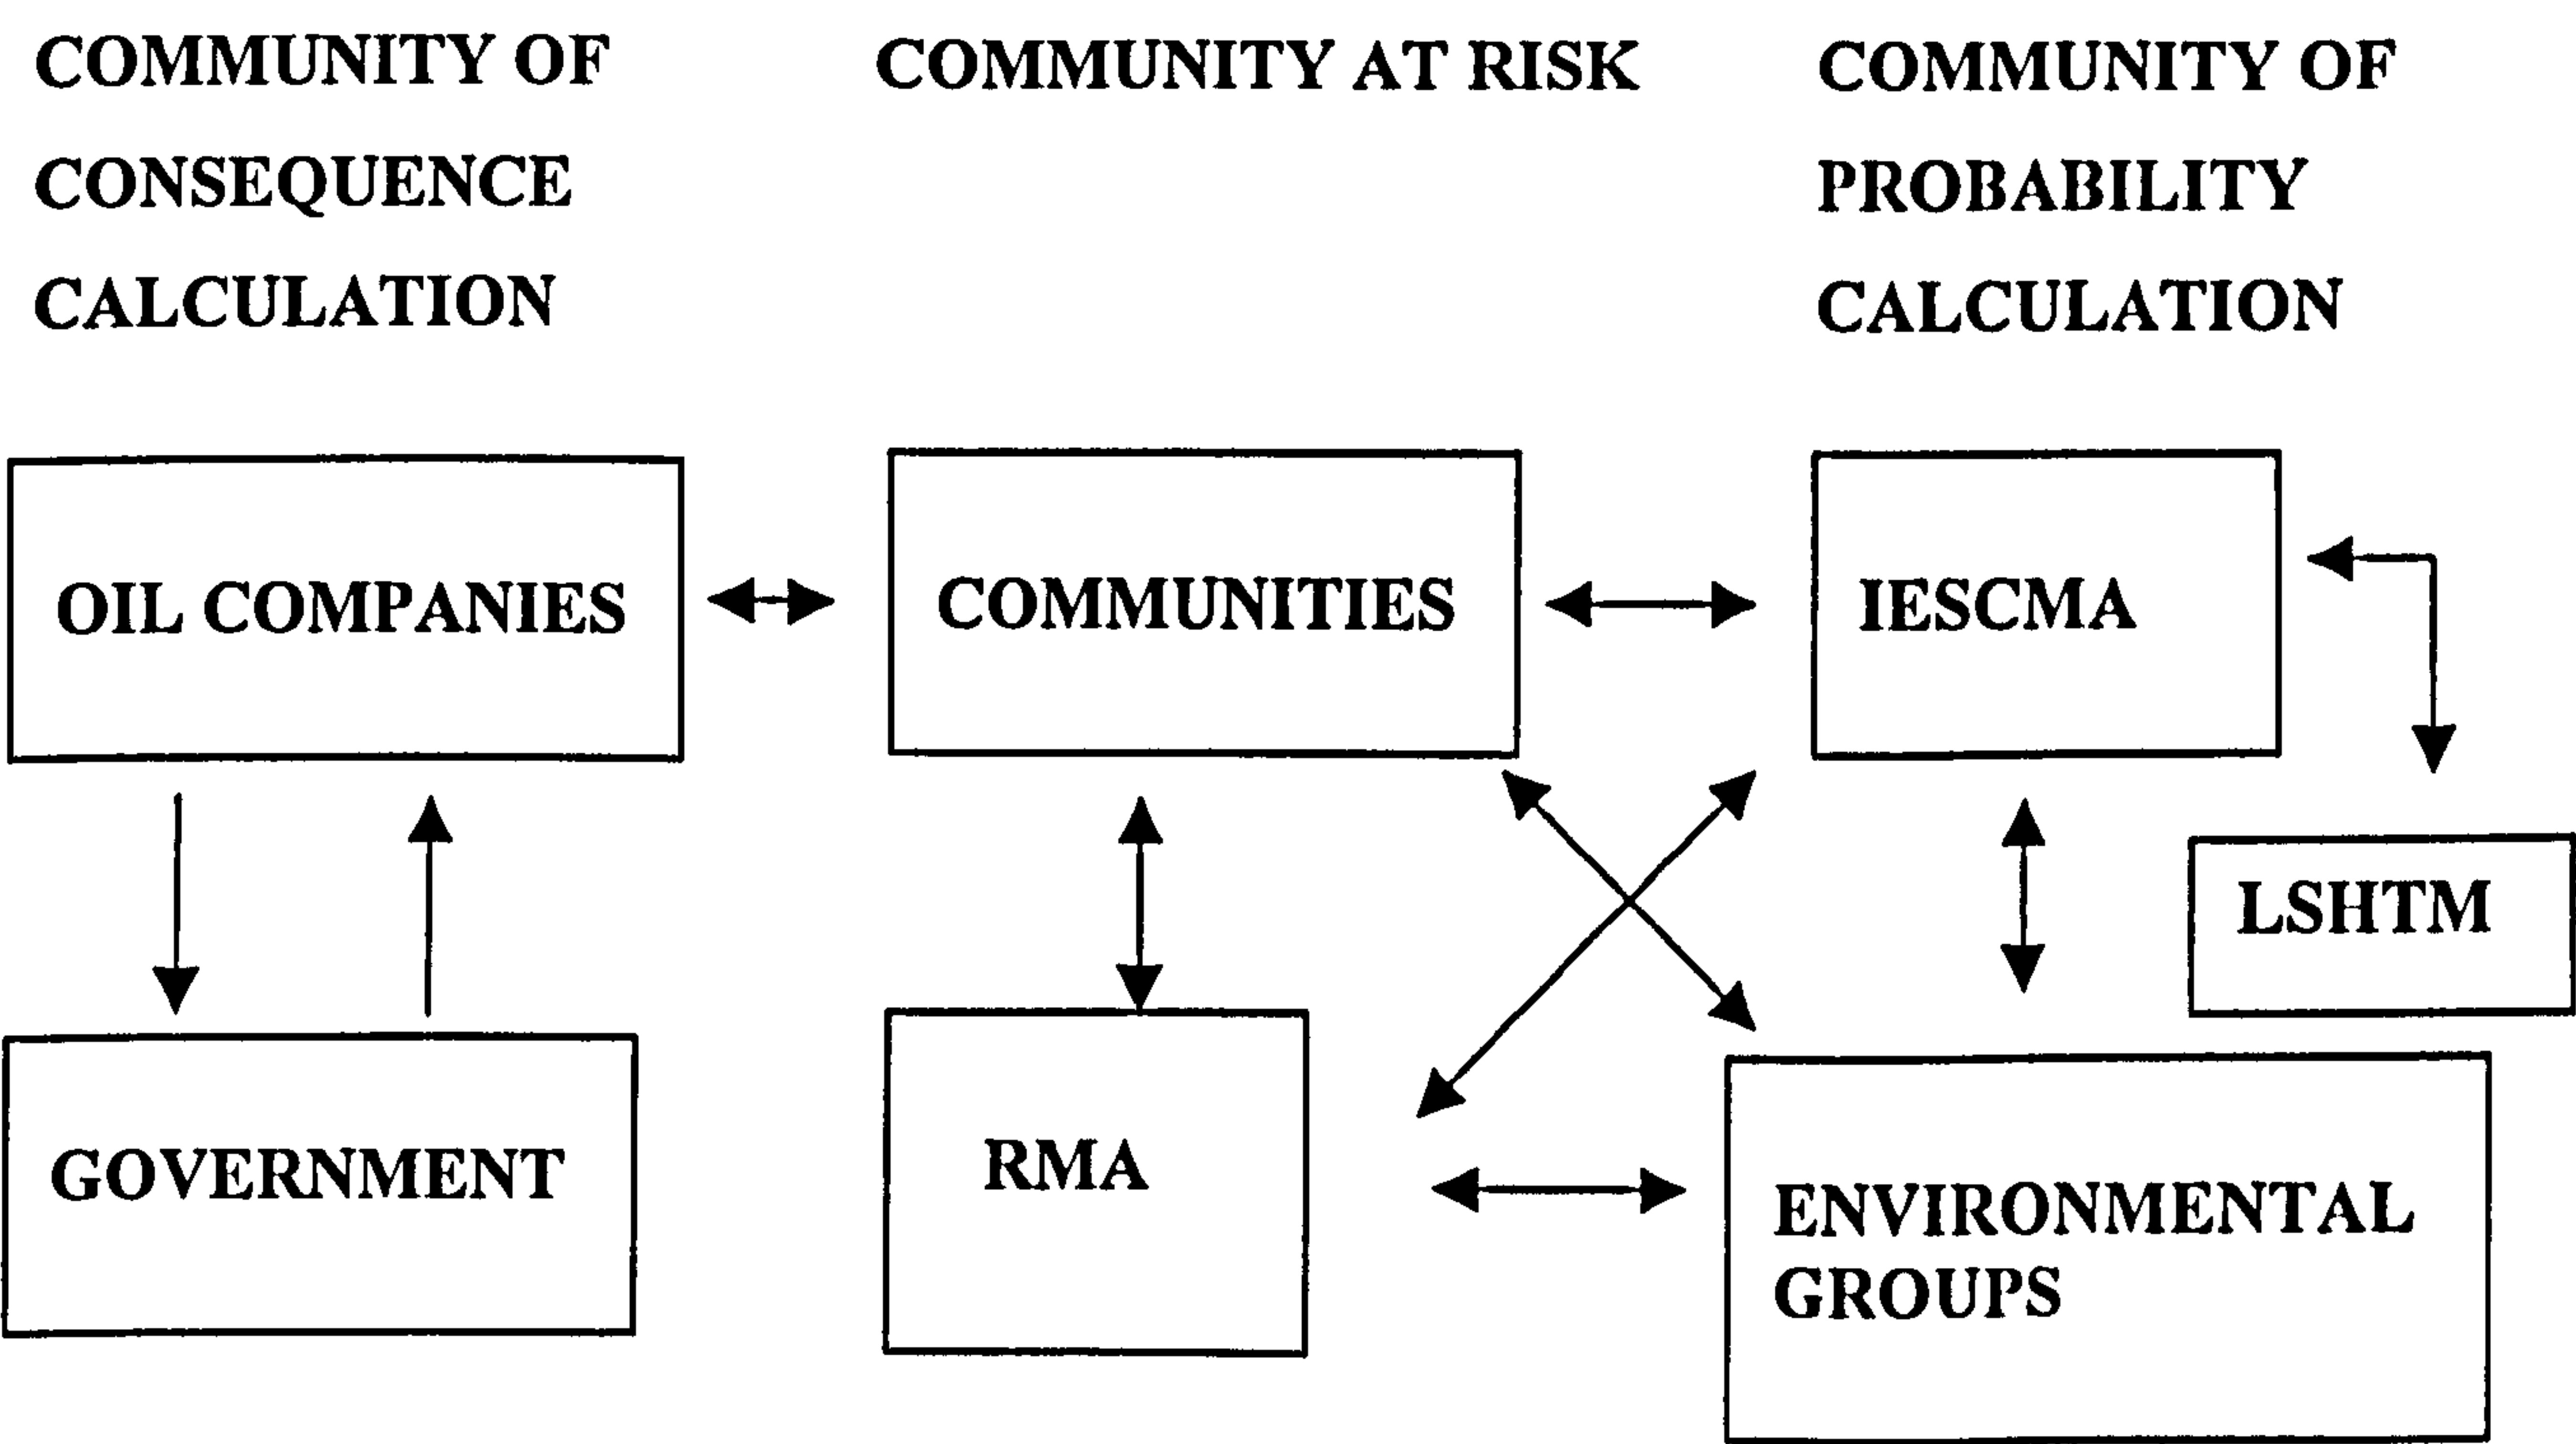 COMMUNITY OF
CONSEQUENCE
CALCULATION
COMMUNITY AT RISK
COMMUNITY OF
PROBABILITY
CALCULATION
OIL COMPANIES
COMMUNITIES
IESCMA
LSHTM
GOVERNMENT
RMA
ENVIRONMENTAL
GROUPS